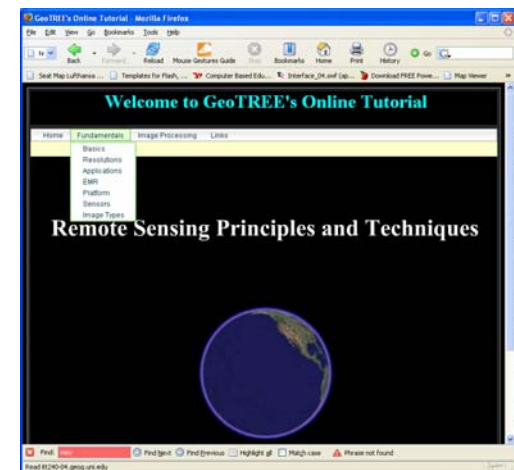 GeoTREE's Online Tutorial - Mozilla Firefox
File Edit View Go Bookmarks Tools Help
Back Forward Reload Mouse Gestures Guide Stop Bookmarks Home Print History Go
Seat Map Lufthansa ... Templates for Flash, ... Computer Based Edu... Interface_04.swf (ap... Download FREE Powe... Map Viewer
Welcome to GeoTREE's Online Tutorial
Home Fundamentals Image Processing Links
Basics
Resolutions
Applications
EMR
Platform
Sensors
Image Types
Remote Sensing Principles and Techniques
Find: Find Next Find Previous Highlight all Match case Phrase not found